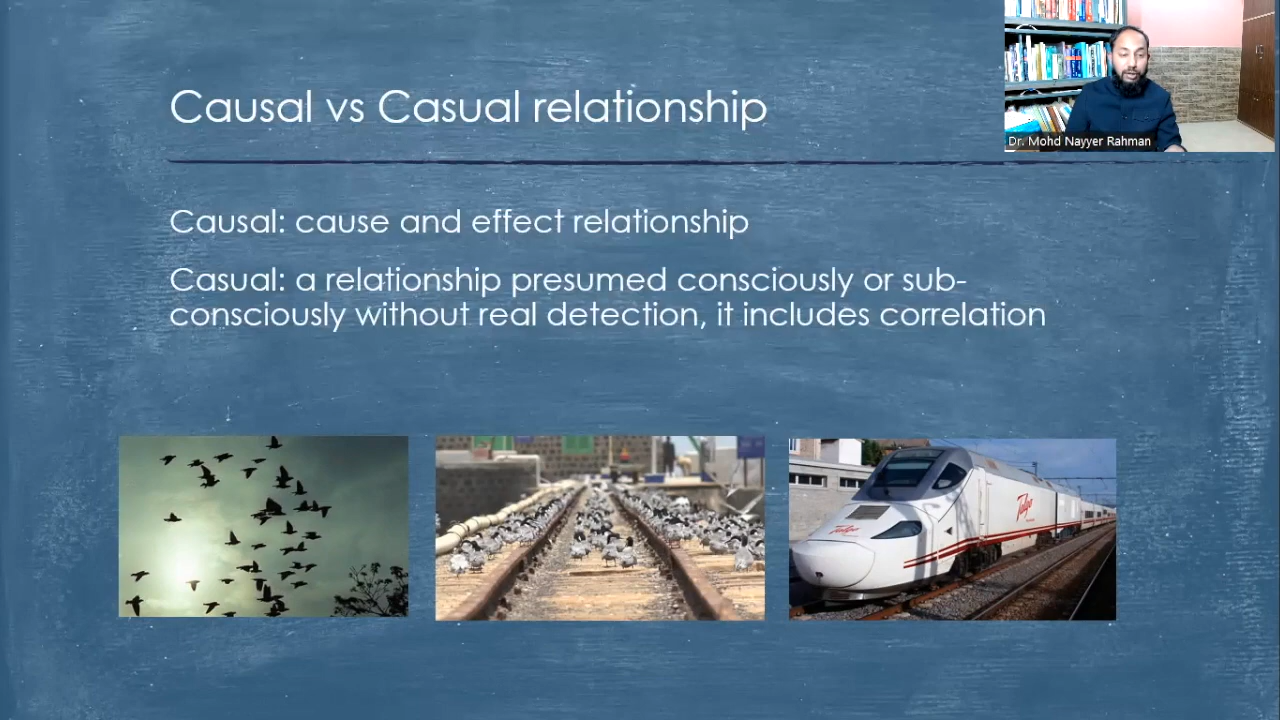 Causal vs Casual relationship
Dr. Mohd Nayyer Rahman
Causal: cause and effect relationship
Casual: a relationship presumed consciously or sub-
consciously without real detection, it includes correlation
Talgo